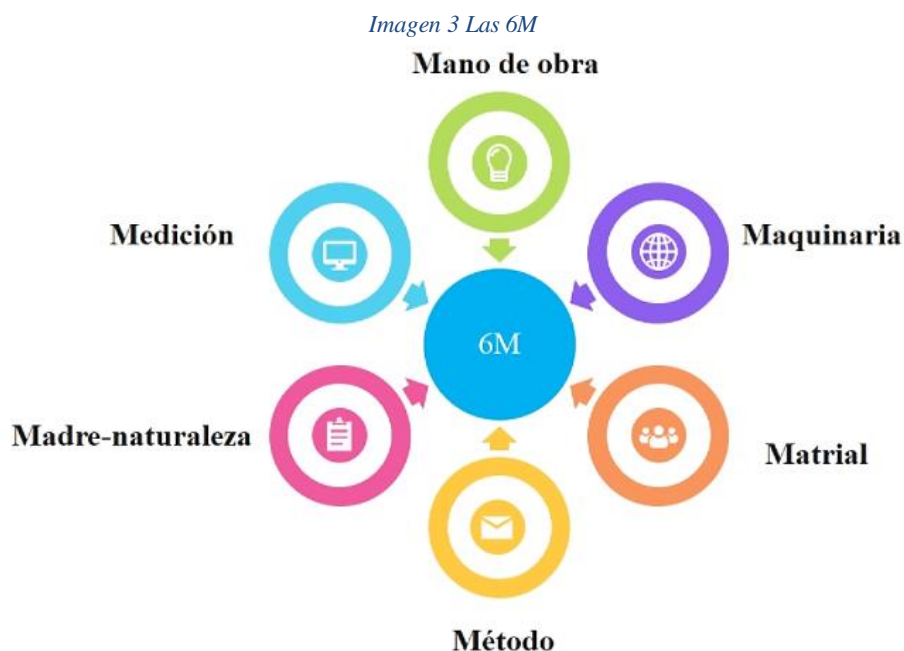 Imagen 3 Las 6M
Mano de obra
Medición
Maquinaria
6M
Madre-naturaleza
Matrial
Método